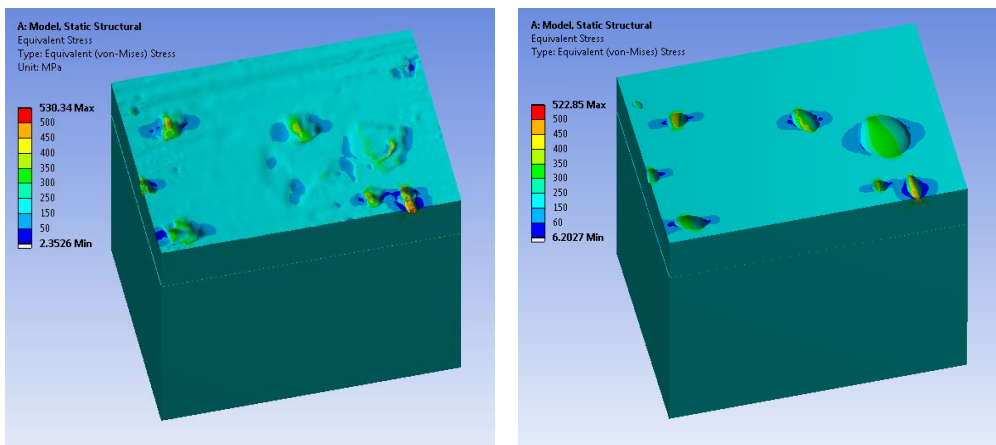 A: Model, Static Structural
Equivalent Stress
Type: Equivalent (von-Mises) Stress
Unit: MPa
530.34 Max
500
450
400
350
300
250
200
150
50
2.3526 Min
A: Model, Static Structural
Equivalent Stress
Type: Equivalent (von-Mises) Stress
522.85 Max
500
450
400
350
300
250
200
150
60
6.2027 Min